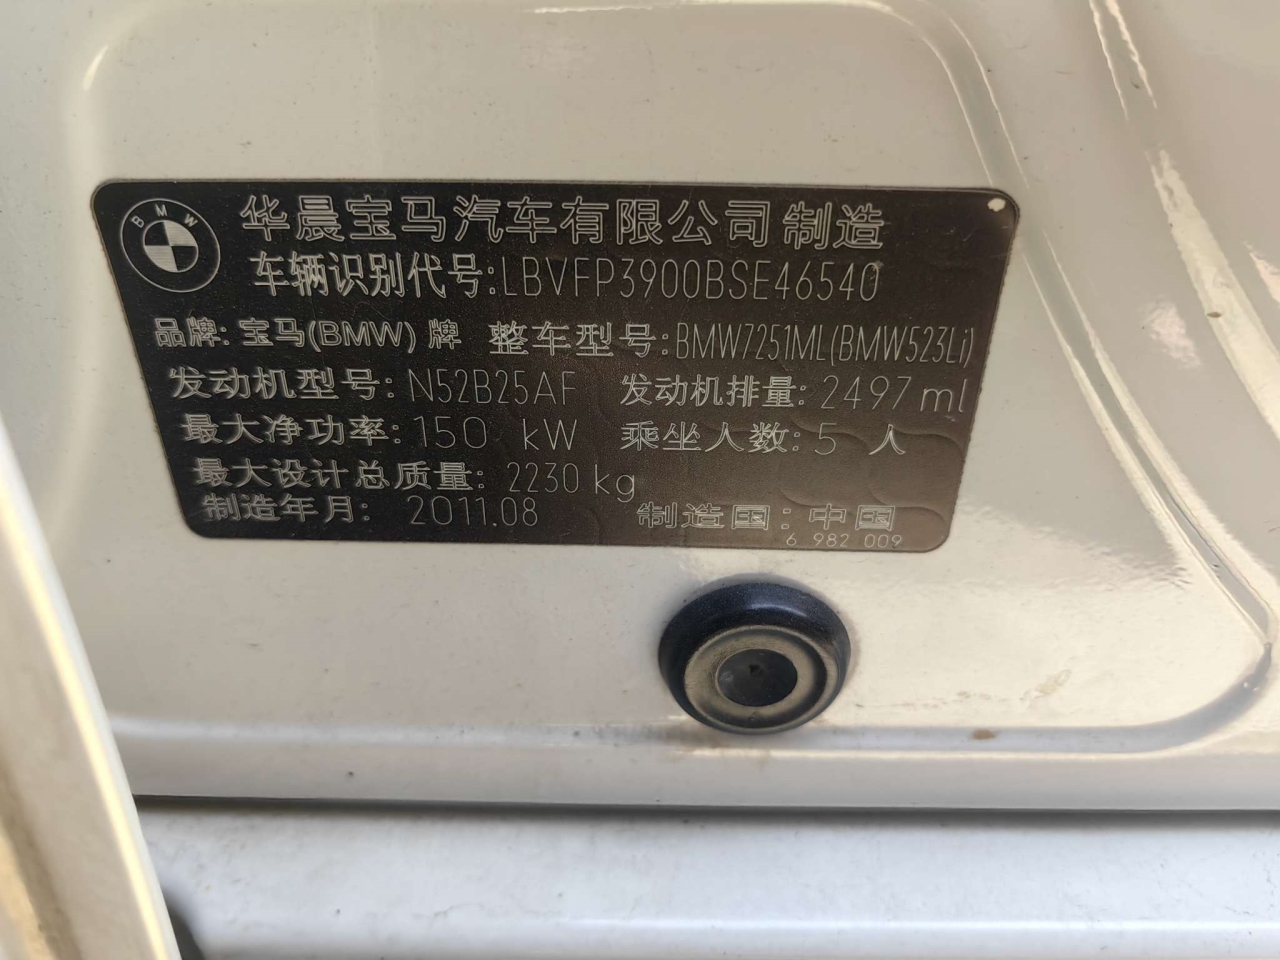 BMW
华晨宝马汽车有限公司 制造
车辆识别代号:LBVFP3900BSE46540
品牌: 宝马(BMW) 牌 整车型号:BMW7251ML(BMW523Li)
发动机型号: N52B25AF 发动机排量: 2497 ml
最大净功率: 150 kW 乘坐人数: 5 人
最大设计总质量: 2230 kg
制造年月: 2011.08 制造国: 中国
6 982 009